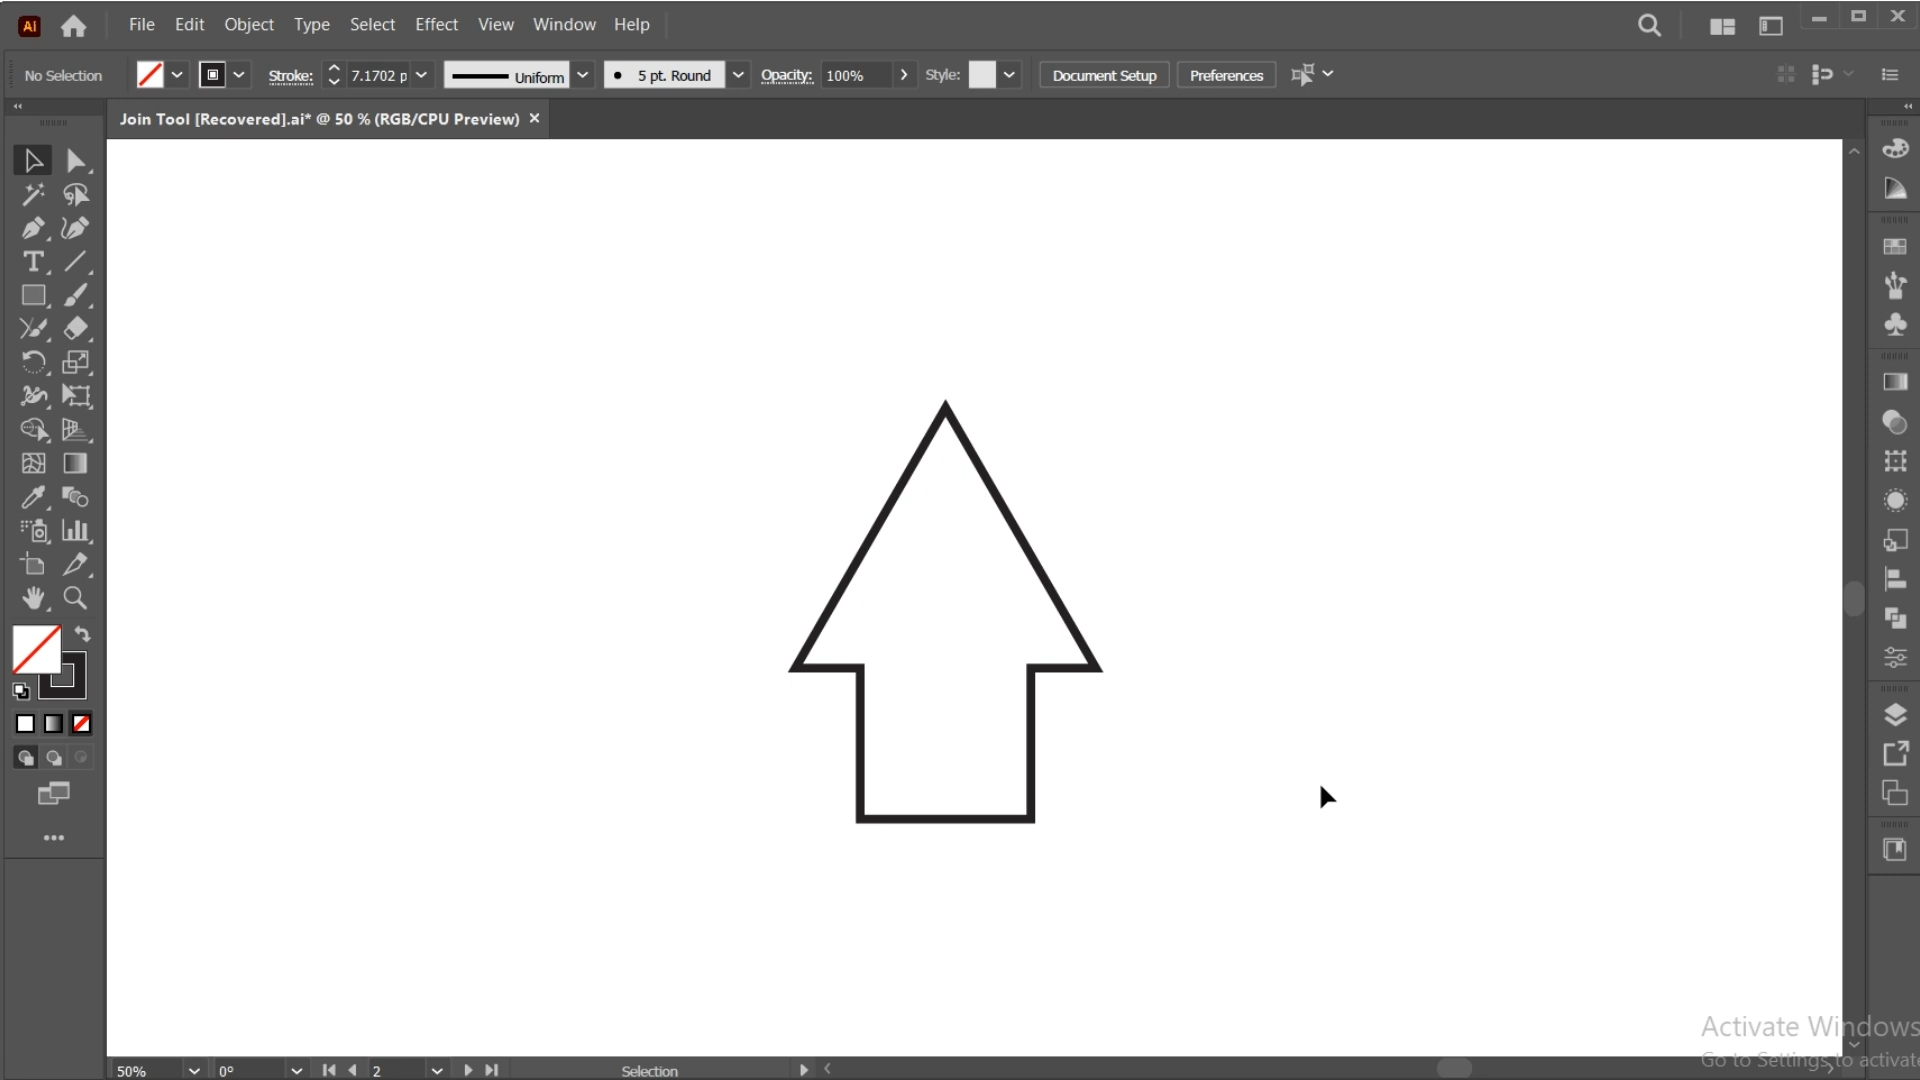 Ai File Edit Object Type Select Effect View Window Help
No Selection Stroke: 7.1702 p Uniform 5 pt. Round Opacity: 100% Style: Document Setup Preferences
Join Tool [Recovered].ai* @ 50 % (RGB/CPU Preview) ×
T
Activate Windows
Go to Settings to activate
50% 0° 2 Selection